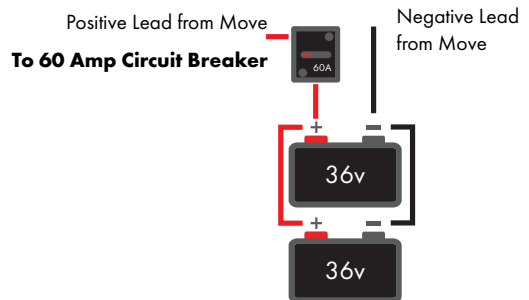 Positive Lead from Move
To 60 Amp Circuit Breaker
Negative Lead
from Move
60A
+ −
36v
+ −
36v